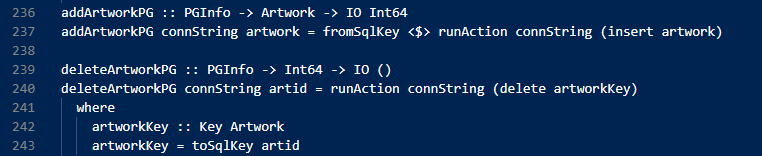 236 addArtworkPG :: PGInfo -> Artwork -> IO Int64
237 addArtworkPG connString artwork = fromSqlKey <$> runAction connString (insert artwork)
238
239 deleteArtworkPG :: PGInfo -> Int64 -> IO ()
240 deleteArtworkPG connString artid = runAction connString (delete artworkKey)
241   where
242     artworkKey :: Key Artwork
243     artworkKey = toSqlKey artid